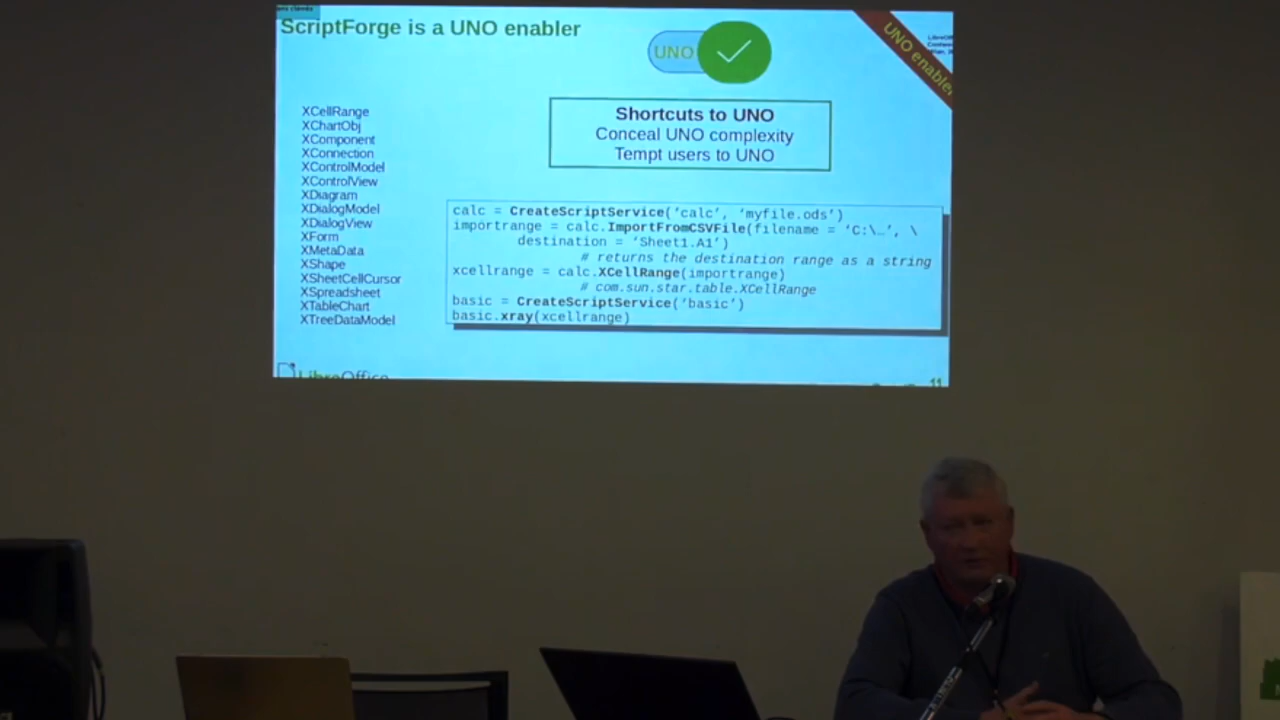 ScriptForge is a UNO enabler
UNO
UNO enabler
Shortcuts to UNO
Conceal UNO complexity
Tempt users to UNO
XCellRange
XChartObj
XComponent
XConnection
XControlModel
XControlView
XDiagram
XDialogModel
XDialogView
XForm
XMetaData
XShape
XSheetCellCursor
XSpreadsheet
XTableChart
XTreeDataModel
calc = CreateScriptService(‘calc’, ‘myfile.ods’)
importrange = calc.ImportFromCSVFile(filename = ‘C:\…’, \
destination = ‘Sheet1.A1’)
# returns the destination range as a string
xcellrange = calc.XCellRange(importrange)
# com.sun.star.table.XCellRange
basic = CreateScriptService(‘basic’)
basic.xray(xcellrange)
LibreOffice
11